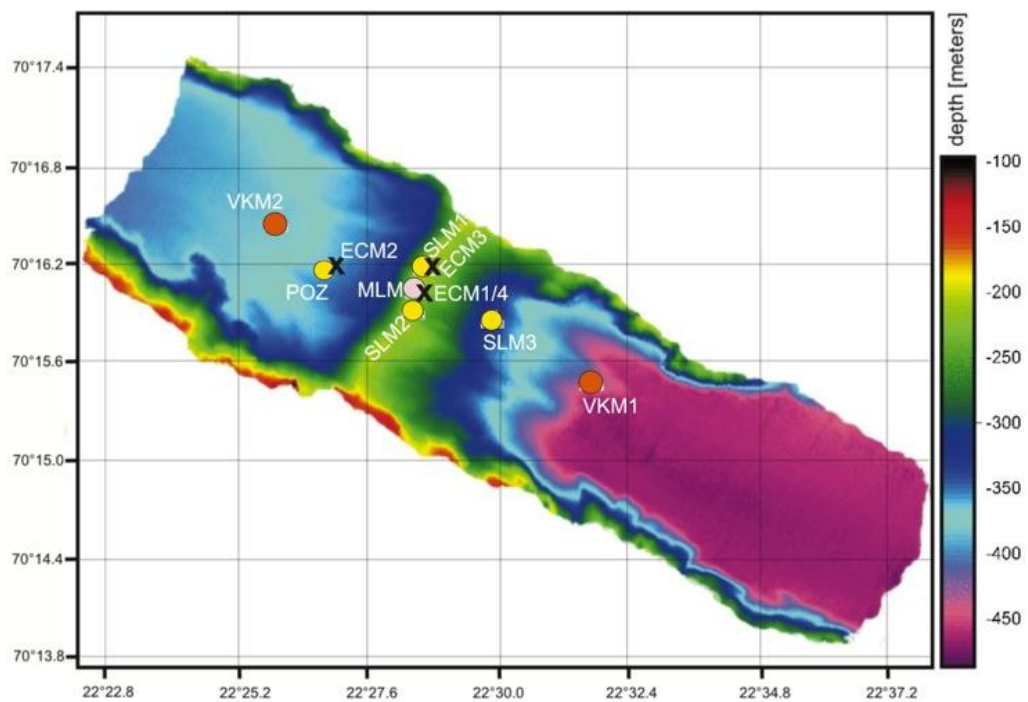 depth [meters]
70°17.4
70°16.8
70°16.2
70°15.6
70°15.0
70°14.4
70°13.8
VKM2
ECM2
POZ
SLM1
ECM3
MLM
ECM1/4
SLM2
SLM3
VKM1
-100
-150
-200
-250
-300
-350
-400
-450
22°22.8
22°25.2
22°27.6
22°30.0
22°32.4
22°34.8
22°37.2